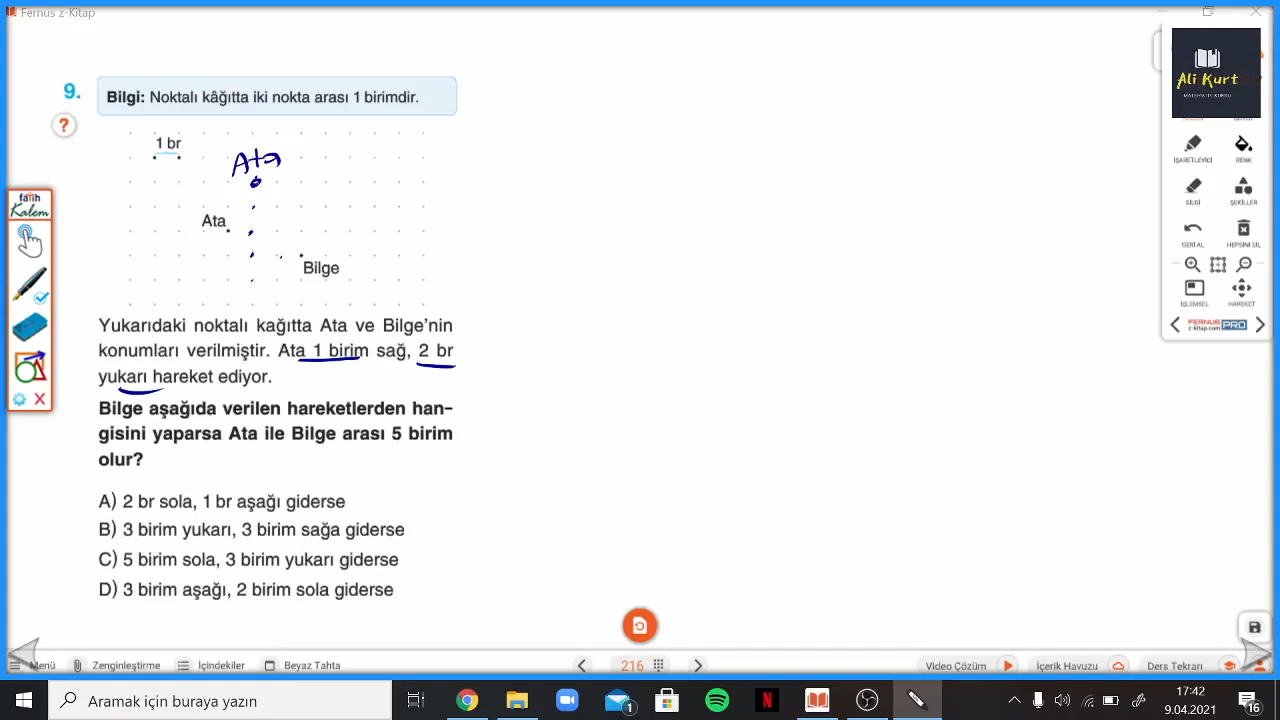 Fernus z-Kitap
9.
Bilgi: Noktalı kâğıtta iki nokta arası 1 birimdir.
?
1 br
Ata
Ata
Bilge
Yukarıdaki noktalı kağıtta Ata ve Bilge’nin
konumları verilmiştir. Ata 1 birim sağ, 2 br
yukarı hareket ediyor.
Bilge aşağıda verilen hareketlerden han-
gisini yaparsa Ata ile Bilge arası 5 birim
olur?
A) 2 br sola, 1 br aşağı giderse
B) 3 birim yukarı, 3 birim sağa giderse
C) 5 birim sola, 3 birim yukarı giderse
D) 3 birim aşağı, 2 birim sola giderse
fatih
Kalem
Ali Kurt
İŞARETLEYİCİ RENK
SİLGİ ŞEKİLLER
GERİ AL HEPSİNİ SİL
İŞLEMSEL HAREKET
FERNUS
z-kitap.com PRO
Menü Zenginleştirme İçindekiler Beyaz Tahta 216 Video Çözüm İçerik Havuzu Ders Tekrarı
Aramak için buraya yazın 1 N 17:42
9.04.2021 16